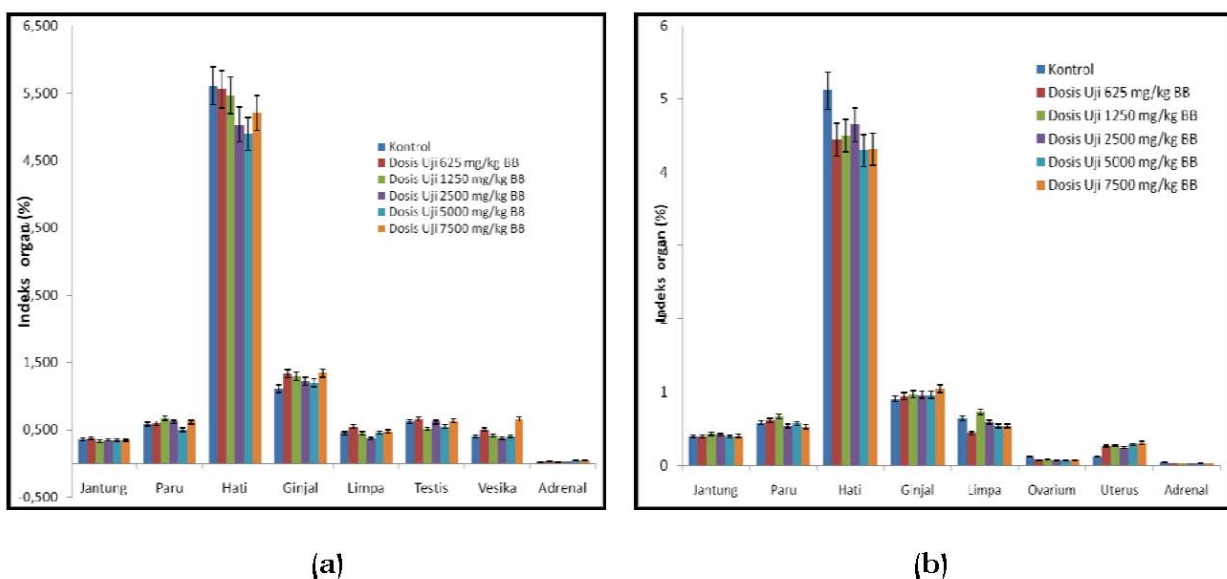 6,500
5,500
4,500
,500
,500
1,500
0,500
-0,500
Indeks organ (%)
Kontrol
Dosis Uji 625 mg/kg BB
Dosis Uji 1250 mg/kg BB
Dosis Uji 2500 mg/kg BB
Dosis Uji 5000 mg/kg BB
Dosis Uji 7500 mg/kg BB
Jantung Paru Hati Ginjal Limpa Testis Vesika Adrenal
(a)
6
5
1
0
Indeks organ (%)
Kontrol
Dosis Uji 625 mg/kg BB
Dosis Uji 1250 mg/kg BB
Dosis Uji 2500 mg/kg BB
Dosis Uji 5000 mg/kg BB
Dosis Uji 7500 mg/kg BB
Jantung Paru Hati Ginjal Limpa Ovarium Uterus Adrenal
(b)